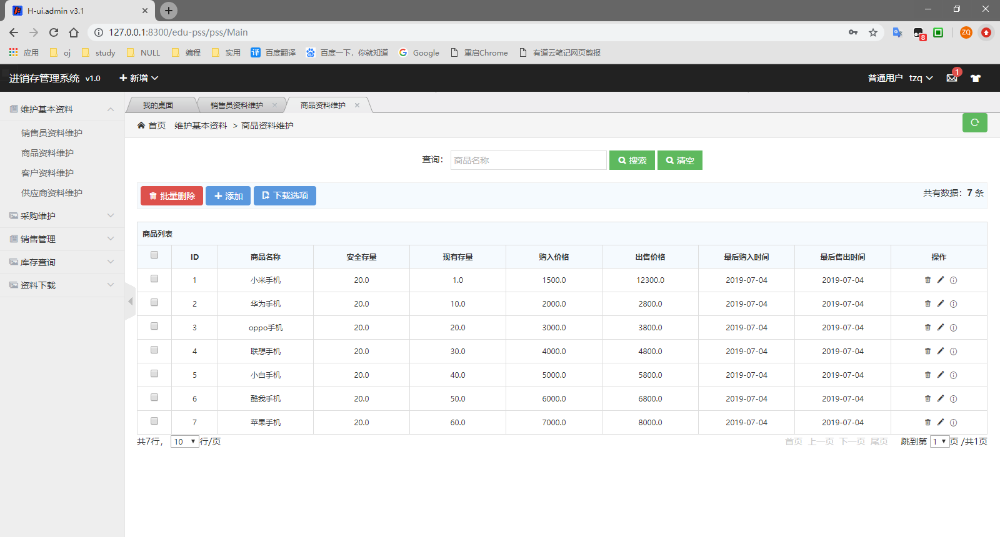 H-ui.admin v3.1
127.0.0.1:8300/edu-pss/pss/Main
8
ZQ
应用 oj study NULL 编程 实用 译 百度翻译 百度一下，你就知道 Google 重启Chrome 有道云笔记网页剪报
进销存管理系统 v1.0 新增 普通用户 tzq 1
维护基本资料
销售员资料维护
商品资料维护
客户资料维护
供应商资料维护
采购维护
销售管理
库存查询
资料下载
我的桌面 销售员资料维护 商品资料维护
首页 维护基本资料 > 商品资料维护
查询： 商品名称 搜索 清空
批量删除 添加 下载选项 共有数据：7 条
商品列表
ID 商品名称 安全存量 现有存量 购入价格 出售价格 最后购入时间 最后售出时间 操作
1 小米手机 20.0 1.0 1500.0 12300.0 2019-07-04 2019-07-04
2 华为手机 20.0 10.0 2000.0 2800.0 2019-07-04 2019-07-04
3 oppo手机 20.0 20.0 3000.0 3800.0 2019-07-04 2019-07-04
4 联想手机 20.0 30.0 4000.0 4800.0 2019-07-04 2019-07-04
5 小白手机 20.0 40.0 5000.0 5800.0 2019-07-04 2019-07-04
6 酷我手机 20.0 50.0 6000.0 6800.0 2019-07-04 2019-07-04
7 苹果手机 20.0 60.0 7000.0 8000.0 2019-07-04 2019-07-04
共7行， 10 行/页 首页 上一页 下一页 尾页 跳到第 1 页 /共1页